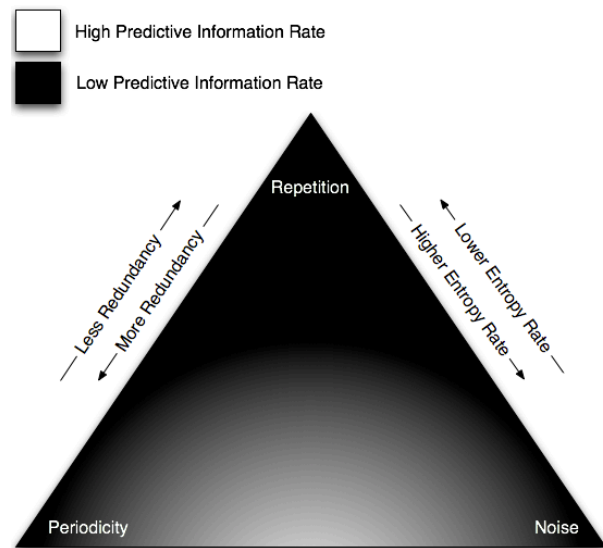 High Predictive Information Rate
Low Predictive Information Rate
Repetition
Less Redundancy
More Redundancy
Lower Entropy Rate
Higher Entropy Rate
Periodicity
Noise